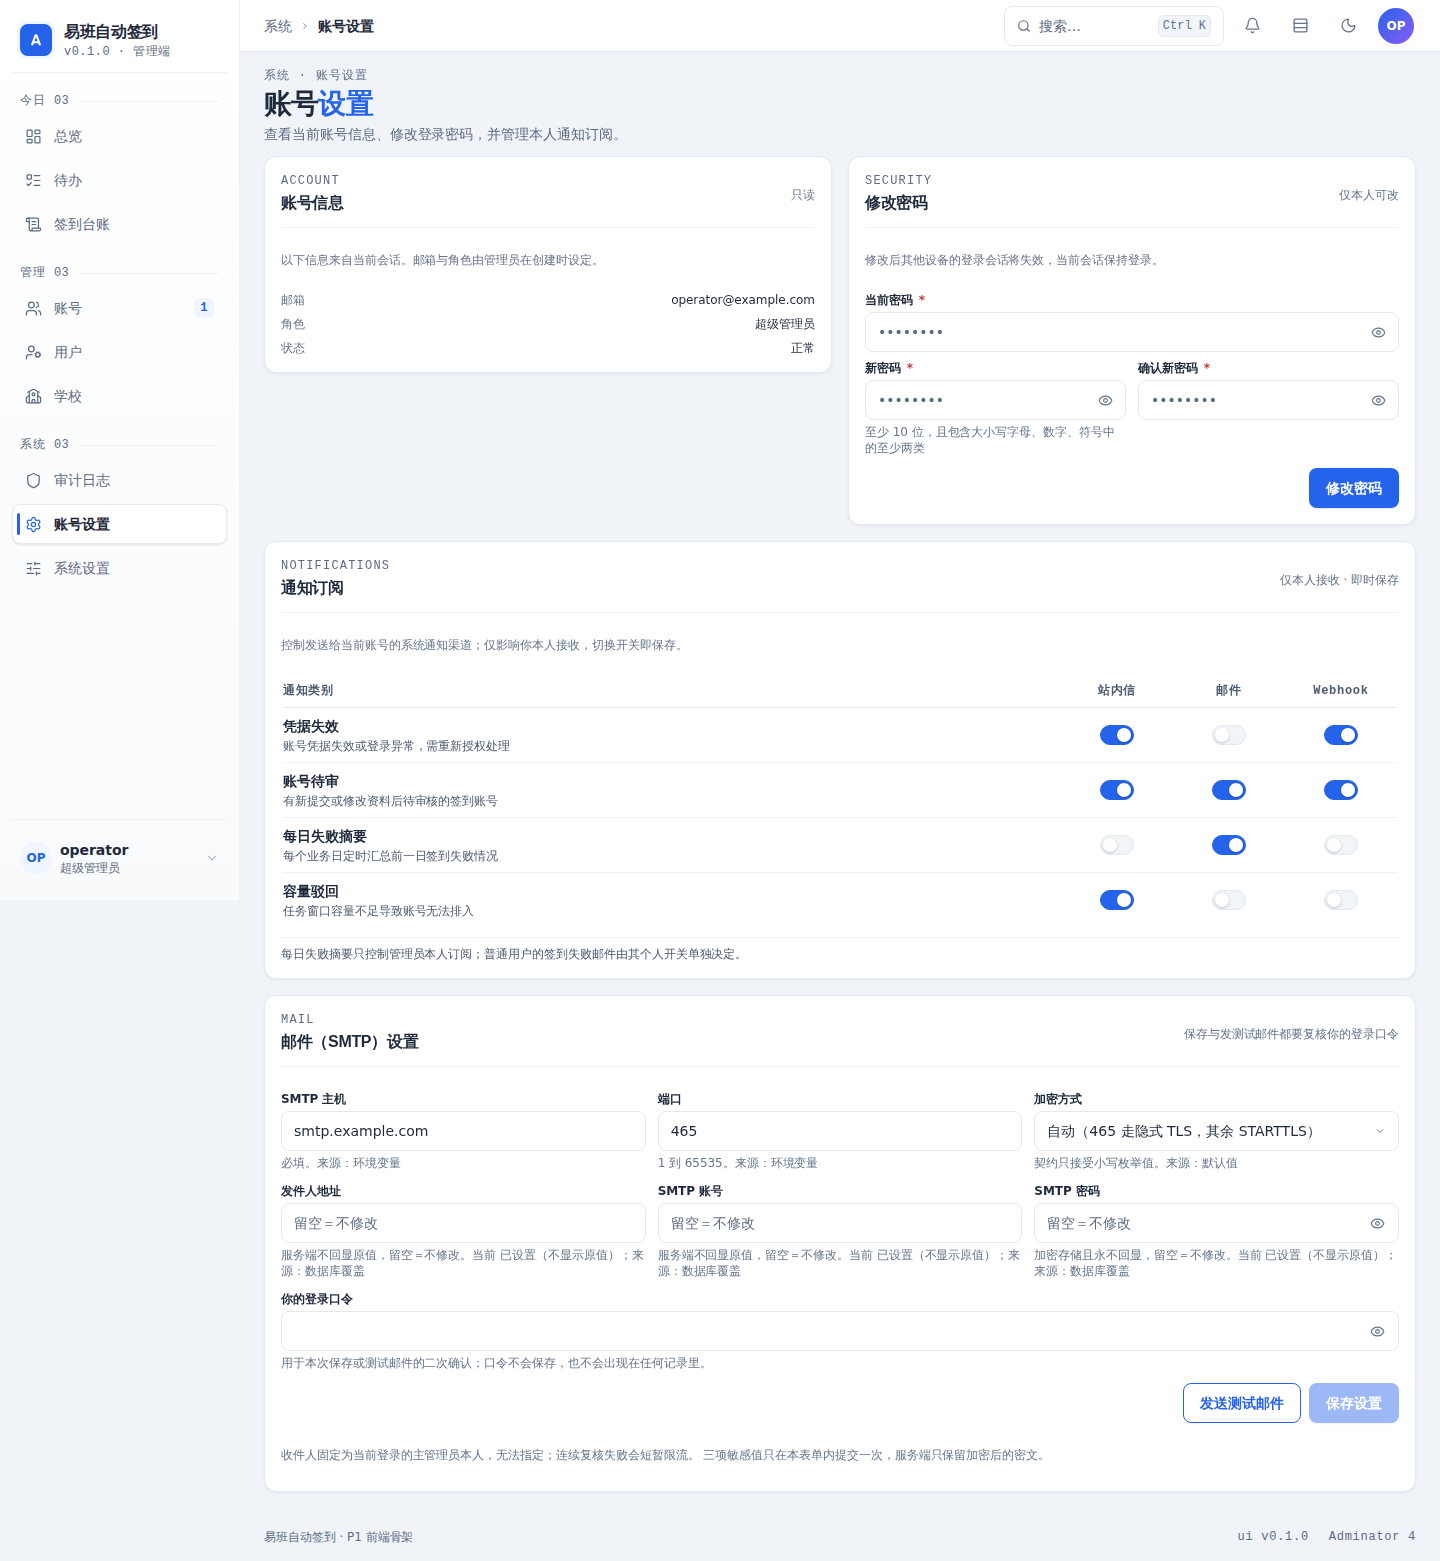 易班自动签到
v0.1.0 · 管理端
今日 03
总览
待办
签到台账
管理 03
账号 1
用户
学校
系统 03
审计日志
账号设置
系统设置
OP operator
超级管理员
系统 › 账号设置
搜索… Ctrl K
OP
系统 · 账号设置
账号设置
查看当前账号信息、修改登录密码，并管理本人通知订阅。
ACCOUNT
账号信息
只读
以下信息来自当前会话。邮箱与角色由管理员在创建时设定。
邮箱 operator@example.com
角色 超级管理员
状态 正常
SECURITY
修改密码
仅本人可改
修改后其他设备的登录会话将失效，当前会话保持登录。
当前密码 *
••••••••
新密码 * 确认新密码 *
•••••••• ••••••••
至少 10 位，且包含大小写字母、数字、符号中
的至少两类
修改密码
NOTIFICATIONS
通知订阅
仅本人接收 · 即时保存
控制发送给当前账号的系统通知渠道；仅影响你本人接收，切换开关即保存。
通知类别 站内信 邮件 Webhook
凭据失效
账号凭据失效或登录异常，需重新授权处理
账号待审
有新提交或修改资料后待审核的签到账号
每日失败摘要
每个业务日定时汇总前一日签到失败情况
容量驳回
任务窗口容量不足导致账号无法排入
每日失败摘要只控制管理员本人订阅；普通用户的签到失败邮件由其个人开关单独决定。
MAIL
邮件（SMTP）设置
保存与发测试邮件都要复核你的登录口令
SMTP 主机 端口 加密方式
smtp.example.com 465 自动（465 走隐式 TLS，其余 STARTTLS）
必填。来源：环境变量 1 到 65535。来源：环境变量 契约只接受小写枚举值。来源：默认值
发件人地址 SMTP 账号 SMTP 密码
留空＝不修改 留空＝不修改 留空＝不修改
服务端不回显原值，留空＝不修改。当前 已设置（不显示原值）；来
源：数据库覆盖
服务端不回显原值，留空＝不修改。当前 已设置（不显示原值）；来
源：数据库覆盖
加密存储且永不回显，留空＝不修改。当前 已设置（不显示原值）；
来源：数据库覆盖
你的登录口令
用于本次保存或测试邮件的二次确认；口令不会保存，也不会出现在任何记录里。
发送测试邮件 保存设置
收件人固定为当前登录的主管理员本人，无法指定；连续复核失败会短暂限流。 三项敏感值只在本表单内提交一次，服务端只保留加密后的密文。
易班自动签到 · P1 前端骨架
ui v0.1.0 Adminator 4